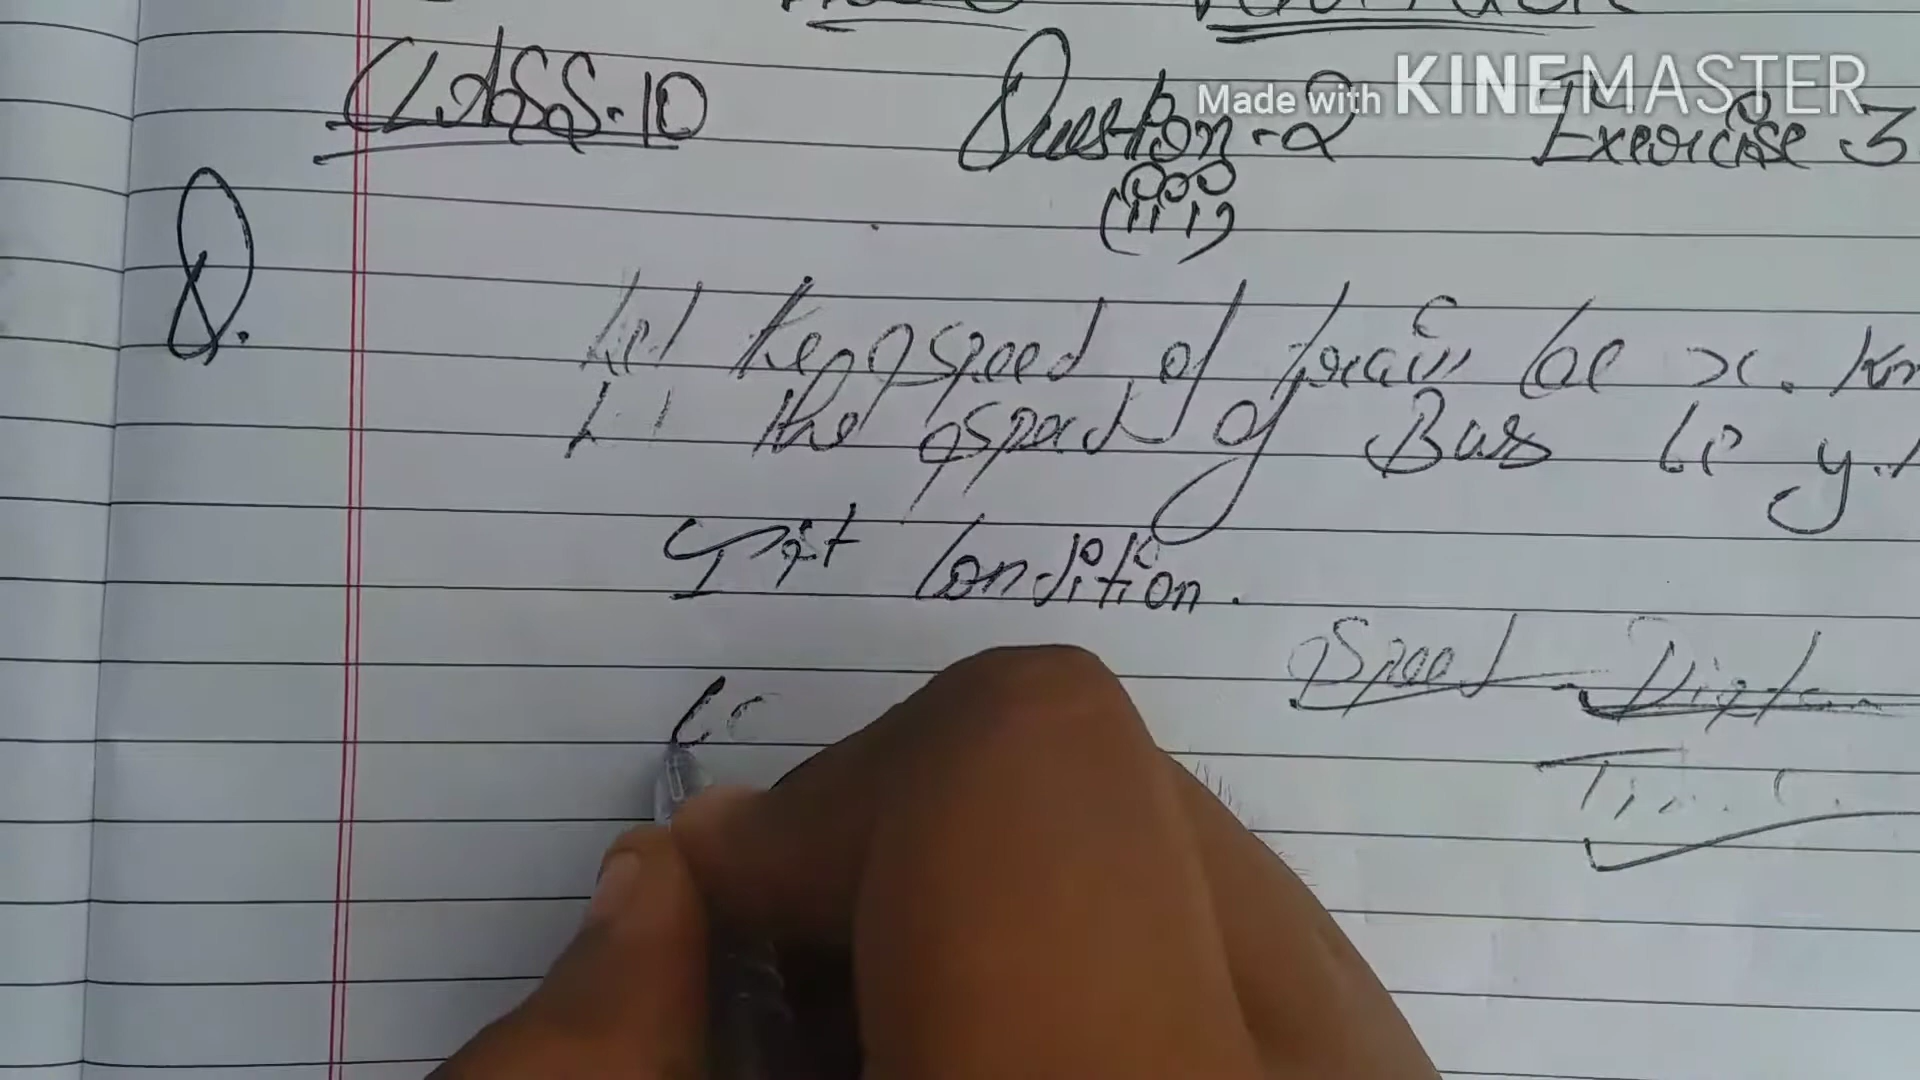 CLASS-10 Question-2 Exercise-3
(iii)
Made with KINEMASTER
Q.
Let the speed of train be x. Km
Let the speed of Bus be y.
Ist Condition.
Speed = Distan
Time